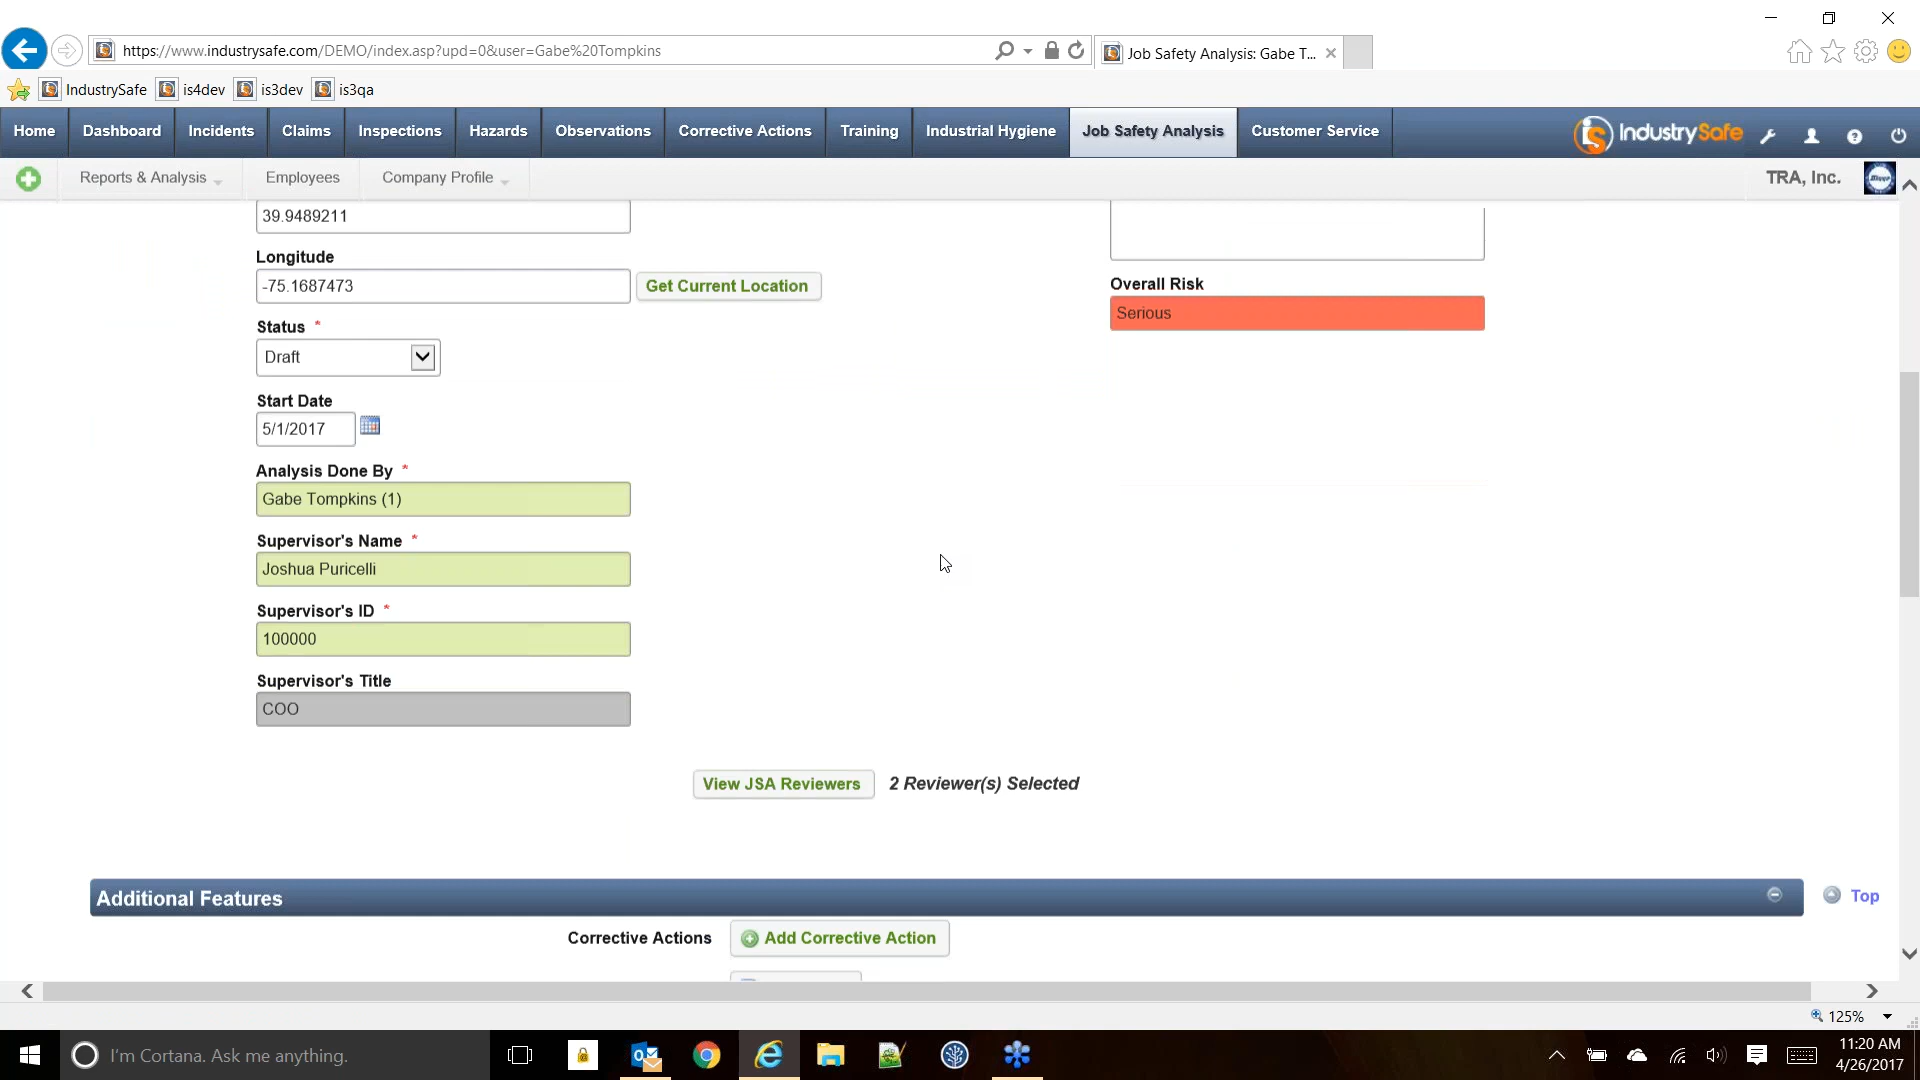 https://www.industrysafe.com/DEMO/index.asp?upd=0&user=Gabe%20Tompkins
Job Safety Analysis: Gabe T...
IndustrySafe
is4dev
is3dev
is3qa
Home
Dashboard
Incidents
Claims
Inspections
Hazards
Observations
Corrective Actions
Training
Industrial Hygiene
Job Safety Analysis
Customer Service
IndustrySafe
Reports & Analysis
Employees
Company Profile
TRA, Inc.
39.9489211
Longitude
-75.1687473
Get Current Location
Overall Risk
Serious
Status *
Draft
Start Date
5/1/2017
Analysis Done By *
Gabe Tompkins (1)
Supervisor's Name *
Joshua Puricelli
Supervisor's ID *
100000
Supervisor's Title
COO
View JSA Reviewers
2 Reviewer(s) Selected
Additional Features
Top
Corrective Actions
Add Corrective Action
125%
I'm Cortana. Ask me anything.
11:20 AM
4/26/2017